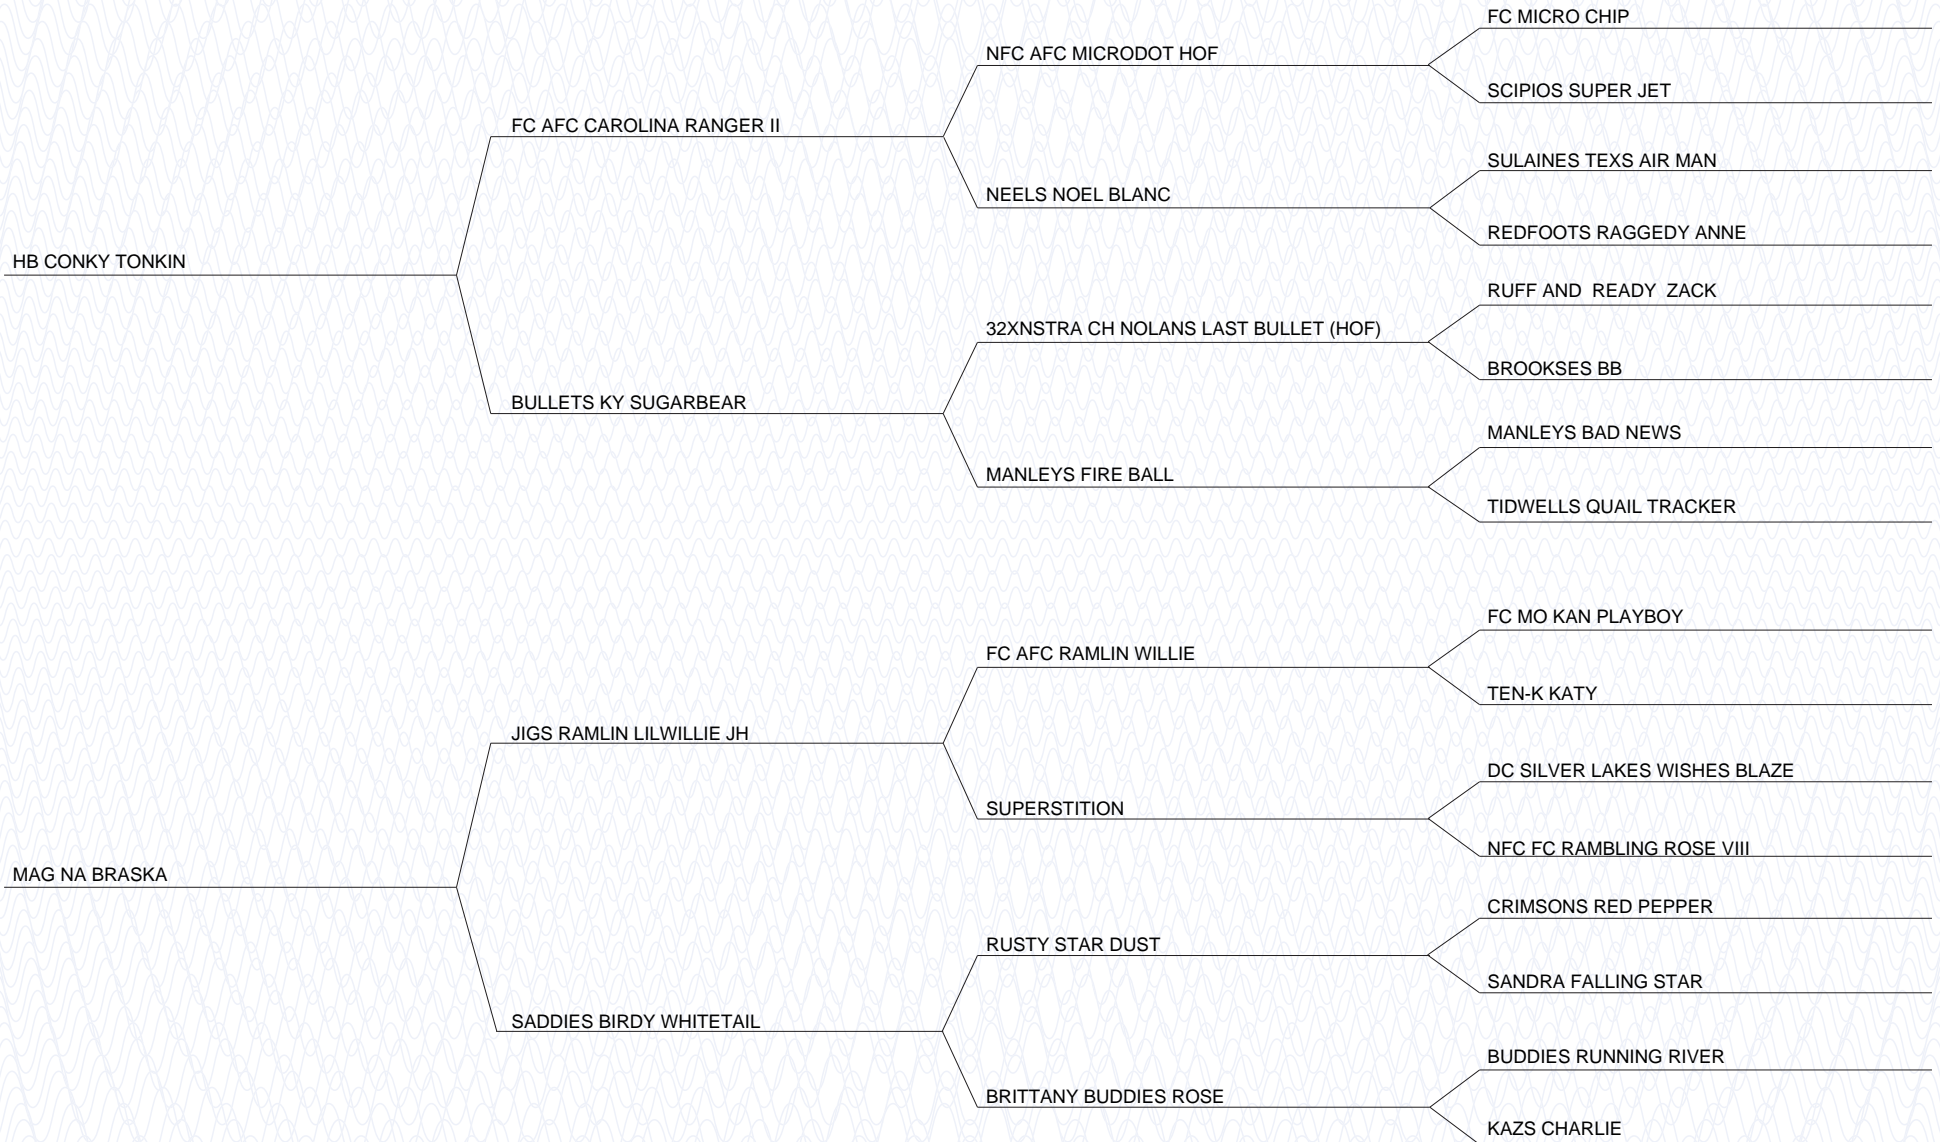 FC MICRO CHIP
NFC AFC MICRODOT HOF
SCIPIOS SUPER JET
FC AFC CAROLINA RANGER II
SULAINES TEXS AIR MAN
NEELS NOEL BLANC
REDFOOTS RAGGEDY ANNE
HB CONKY TONKIN
RUFF AND  READY  ZACK
32XNSTRA CH NOLANS LAST BULLET (HOF)
BROOKSES BB
BULLETS KY SUGARBEAR
MANLEYS BAD NEWS
MANLEYS FIRE BALL
TIDWELLS QUAIL TRACKER
FC MO KAN PLAYBOY
FC AFC RAMLIN WILLIE
TEN-K KATY
JIGS RAMLIN LILWILLIE JH
DC SILVER LAKES WISHES BLAZE
SUPERSTITION
NFC FC RAMBLING ROSE VIII
MAG NA BRASKA
CRIMSONS RED PEPPER
RUSTY STAR DUST
SANDRA FALLING STAR
SADDIES BIRDY WHITETAIL
BUDDIES RUNNING RIVER
BRITTANY BUDDIES ROSE
KAZS CHARLIE